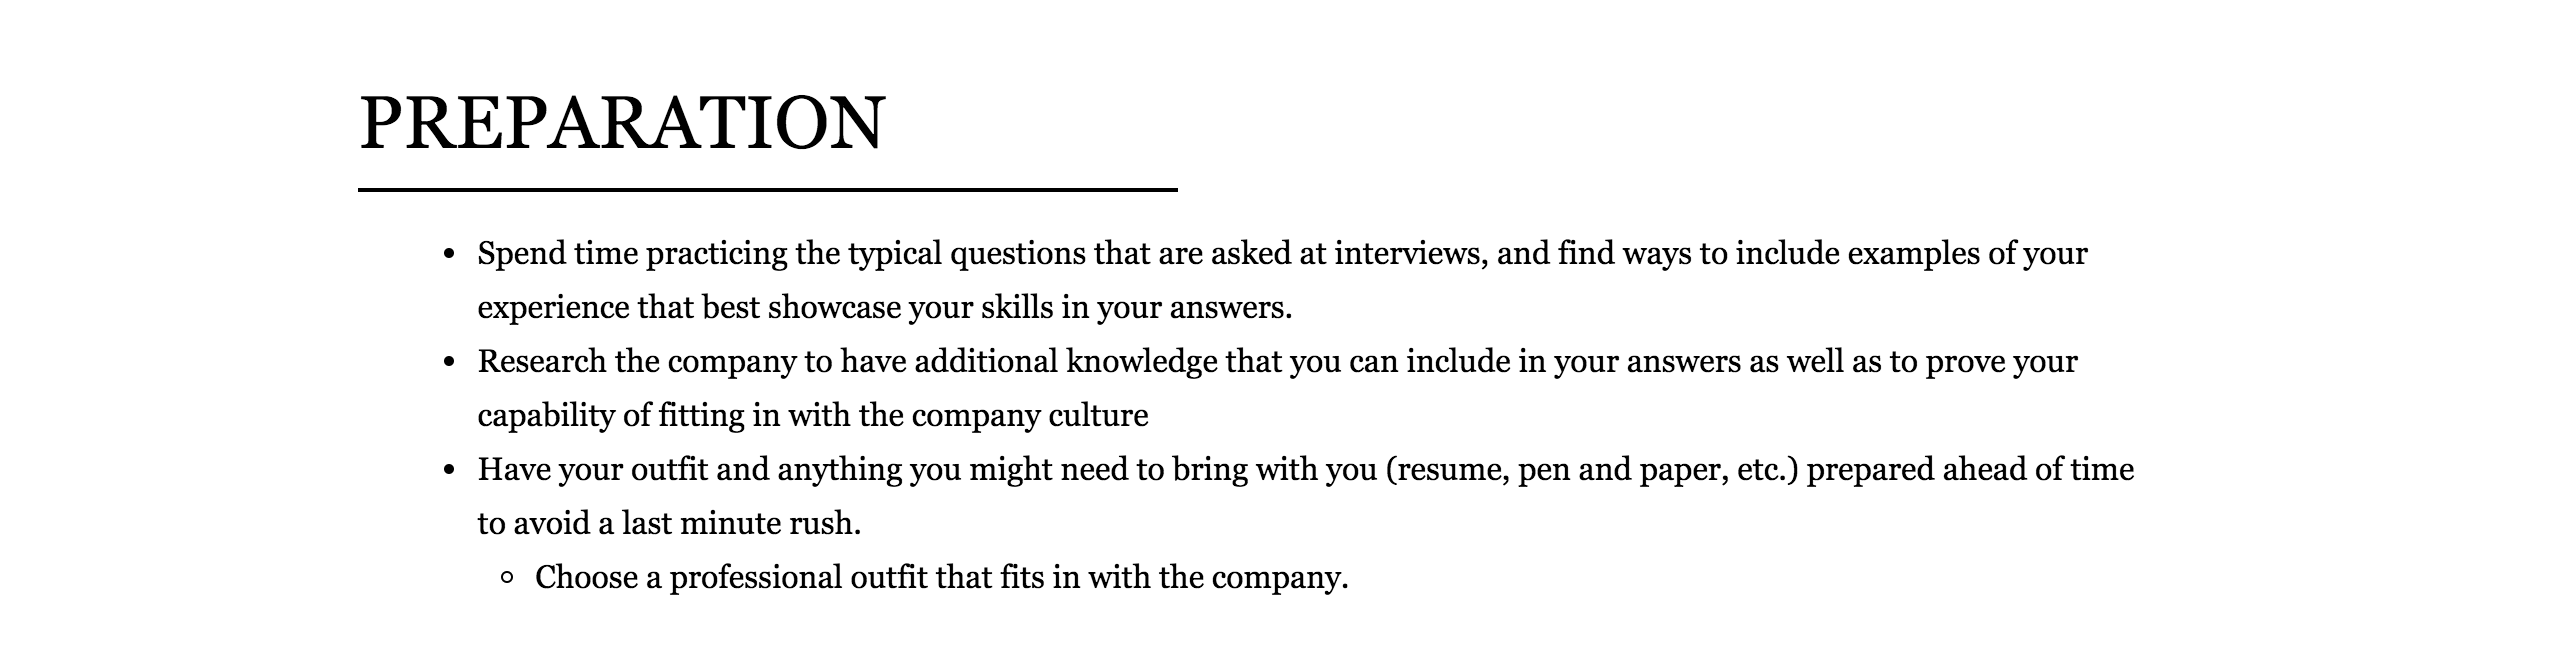 PREPARATION
• Spend time practicing the typical questions that are asked at interviews, and find ways to include examples of your
experience that best showcase your skills in your answers.
• Research the company to have additional knowledge that you can include in your answers as well as to prove your
capability of fitting in with the company culture
• Have your outfit and anything you might need to bring with you (resume, pen and paper, etc.) prepared ahead of time
to avoid a last minute rush.
◦ Choose a professional outfit that fits in with the company.